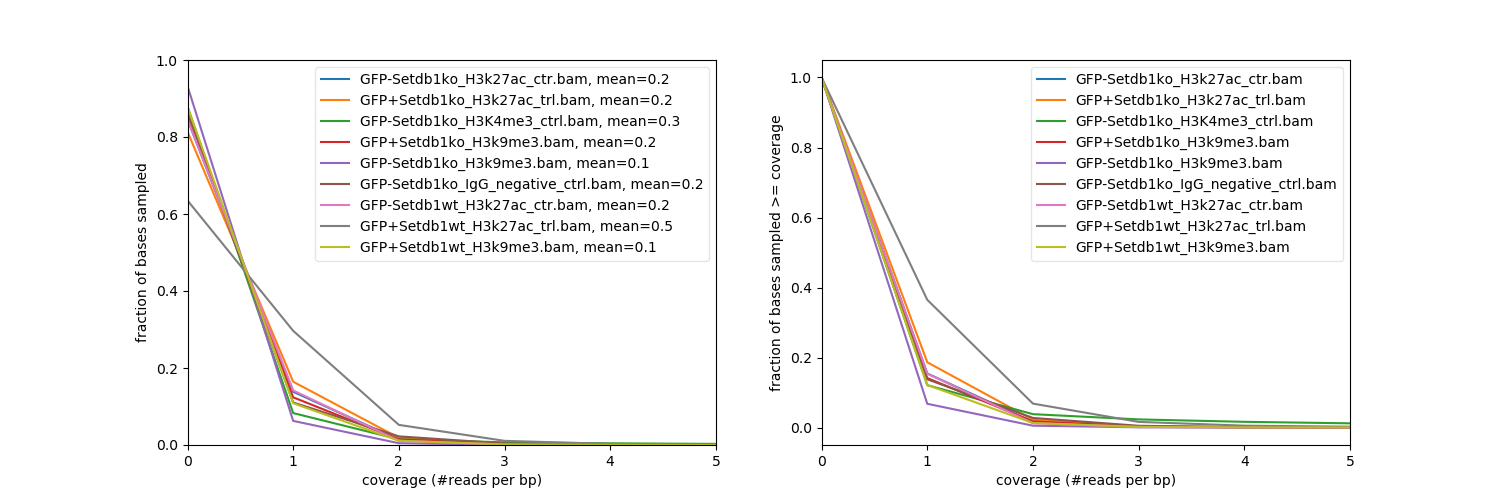 1.0
0.8
0.6
0.4
0.2
0.0
fraction of bases sampled
GFP-Setdb1ko_H3k27ac_ctr.bam, mean=0.2
GFP+Setdb1ko_H3k27ac_trl.bam, mean=0.2
GFP-Setdb1ko_H3K4me3_ctrl.bam, mean=0.3
GFP+Setdb1ko_H3k9me3.bam, mean=0.2
GFP-Setdb1ko_H3k9me3.bam, mean=0.1
GFP-Setdb1ko_IgG_negative_ctrl.bam, mean=0.2
GFP-Setdb1wt_H3k27ac_ctr.bam, mean=0.2
GFP+Setdb1wt_H3k27ac_trl.bam, mean=0.5
GFP+Setdb1wt_H3k9me3.bam, mean=0.1
0 1 2 3 4 5
coverage (#reads per bp)
1.0
0.8
0.6
0.4
0.2
0.0
fraction of bases sampled >= coverage
GFP-Setdb1ko_H3k27ac_ctr.bam
GFP+Setdb1ko_H3k27ac_trl.bam
GFP-Setdb1ko_H3K4me3_ctrl.bam
GFP+Setdb1ko_H3k9me3.bam
GFP-Setdb1ko_H3k9me3.bam
GFP-Setdb1ko_IgG_negative_ctrl.bam
GFP-Setdb1wt_H3k27ac_ctr.bam
GFP+Setdb1wt_H3k27ac_trl.bam
GFP+Setdb1wt_H3k9me3.bam
0 1 2 3 4 5
coverage (#reads per bp)